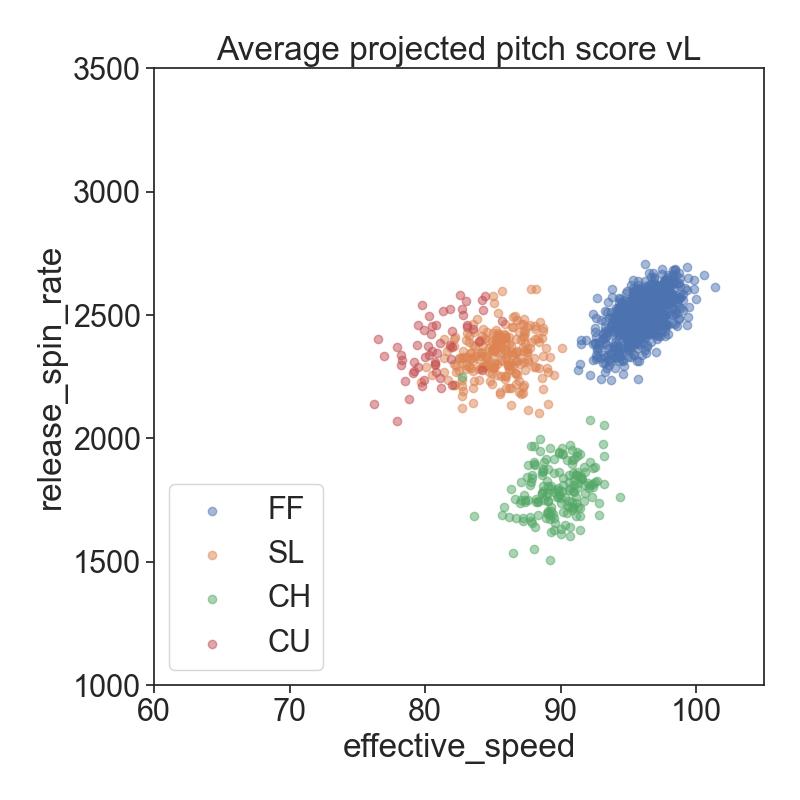 Average projected pitch score vL
3500
3000
2500
2000
1500
1000
release_spin_rate
FF
SL
CH
CU
60 70 80 90 100
effective_speed